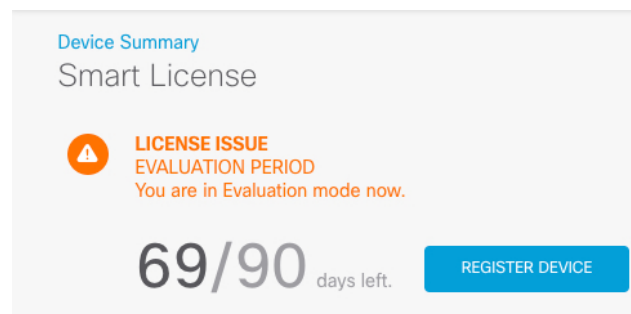 Device Summary
Smart License
LICENSE ISSUE
EVALUATION PERIOD
You are in Evaluation mode now.
69/90 days left.
REGISTER DEVICE